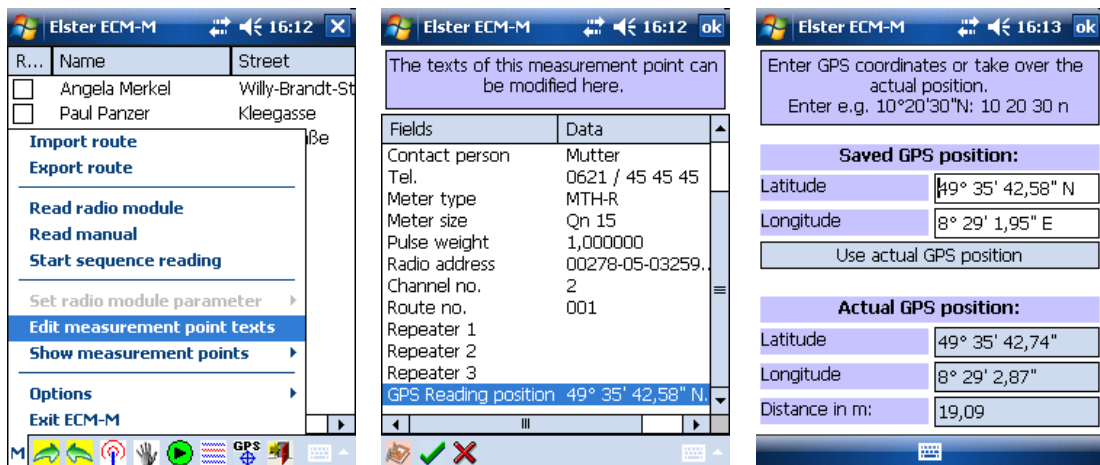 Elster ECM-M 16:12
R... Name Street
Angela Merkel Willy-Brandt-St
Paul Panzer Kleegasse
ße
Import route
Export route
Read radio module
Read manual
Start sequence reading
Set radio module parameter
Edit measurement point texts
Show measurement points
Options
Exit ECM-M
M GPS
Elster ECM-M 16:12 ok
The texts of this measurement point can
be modified here.
Fields Data
Contact person Mutter
Tel. 0621 / 45 45 45
Meter type MTH-R
Meter size Qn 15
Pulse weight 1,000000
Radio address 00278-05-03259..
Channel no. 2
Route no. 001
Repeater 1
Repeater 2
Repeater 3
GPS Reading position 49° 35' 42,58" N.
Elster ECM-M 16:13 ok
Enter GPS coordinates or take over the
actual position.
Enter e.g. 10°20'30"N: 10 20 30 n
Saved GPS position:
Latitude 49° 35' 42,58" N
Longitude 8° 29' 1,95" E
Use actual GPS position
Actual GPS position:
Latitude 49° 35' 42,74"
Longitude 8° 29' 2,87"
Distance in m: 19,09